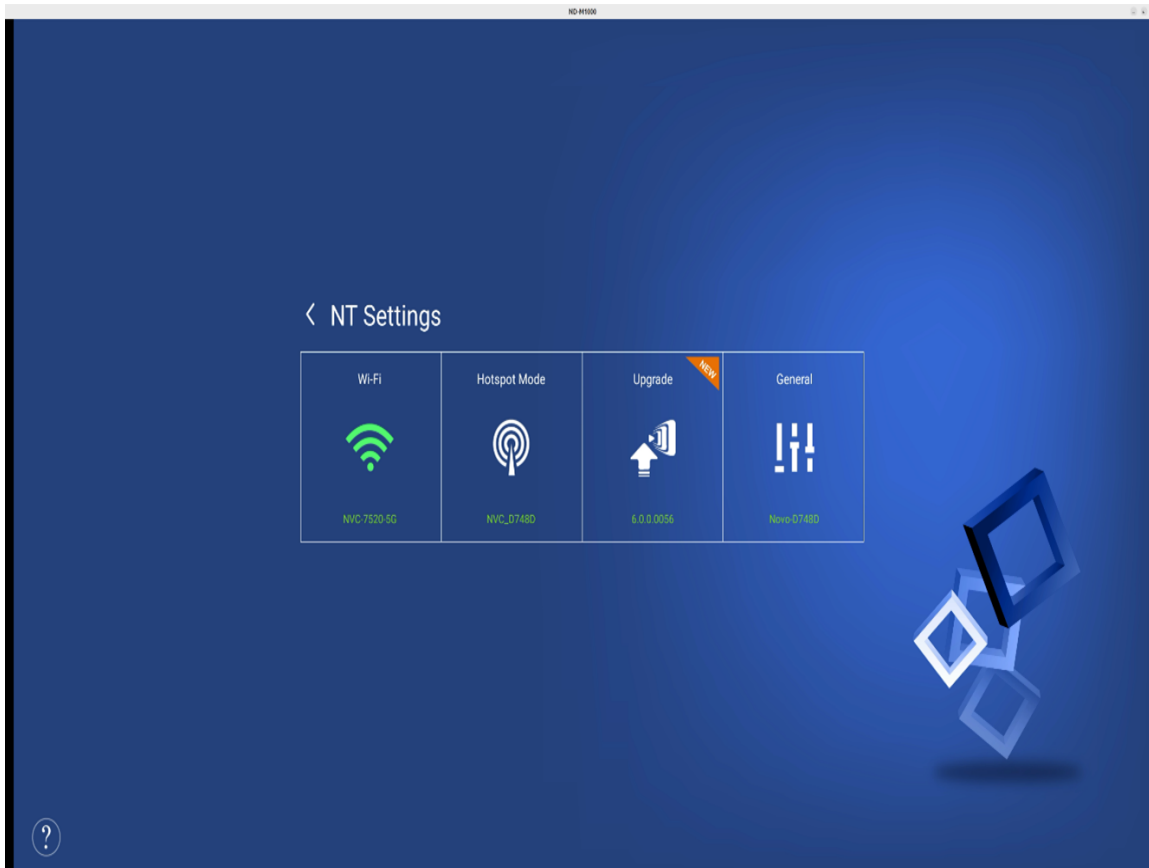 ND-M1000
NT Settings
Wi-Fi
Hotspot Mode
Upgrade
NEW
General
NVC-7520-5G
NVC_D748D
6.0.0.0056
Novo-D748D
?